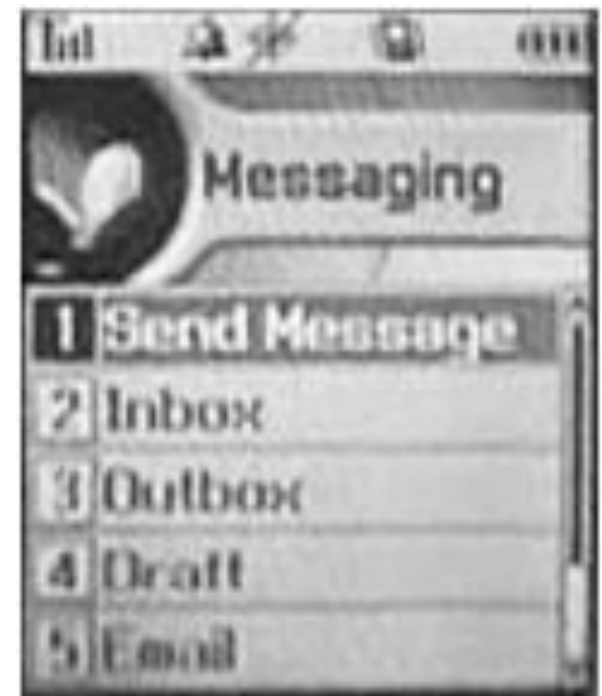 Messaging
1 Send Message
2 Inbox
3 Outbox
4 Draft
5 Email